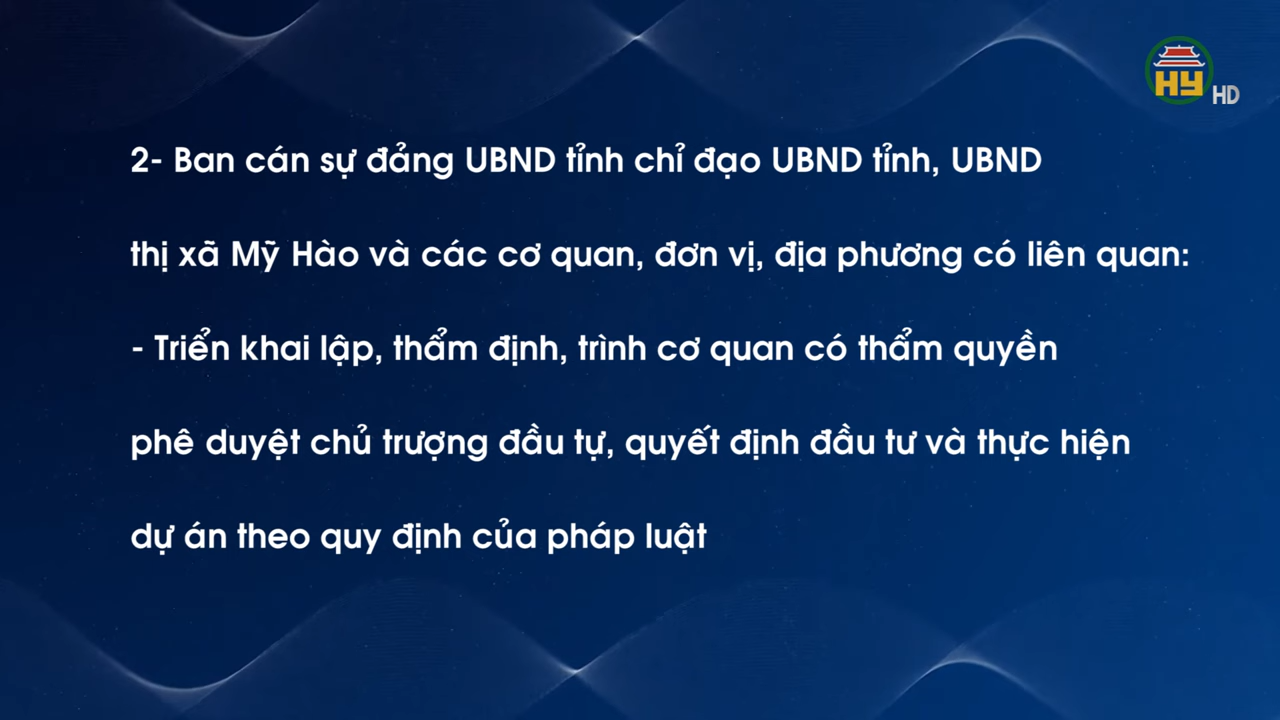 HY HD
2- Ban cán sự đảng UBND tỉnh chỉ đạo UBND tỉnh, UBND
thị xã Mỹ Hào và các cơ quan, đơn vị, địa phương có liên quan:
- Triển khai lập, thẩm định, trình cơ quan có thẩm quyền
phê duyệt chủ trượng đầu tự, quyết định đầu tư và thực hiện
dự án theo quy định của pháp luật